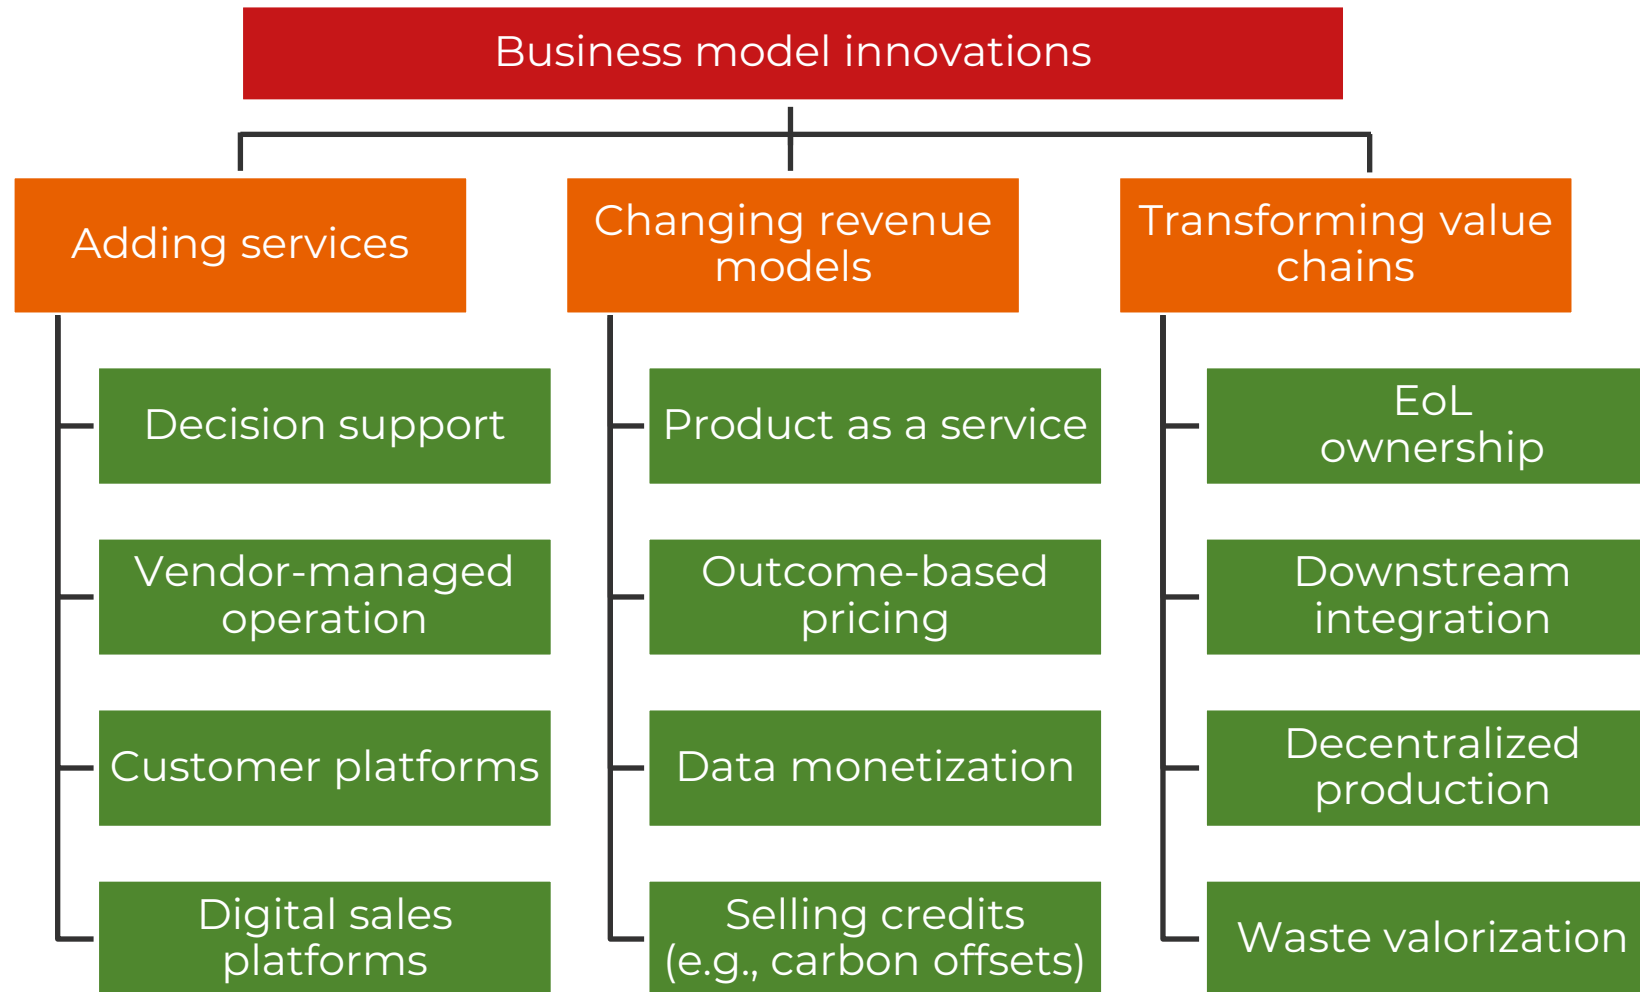 Business model innovations
Adding services
Decision support
Vendor-managed
operation
Customer platforms
Digital sales
platforms
Changing revenue
models
Product as a service
Outcome-based
pricing
Data monetization
Selling credits
(e.g., carbon offsets)
Transforming value
chains
EoL
ownership
Downstream
integration
Decentralized
production
Waste valorization